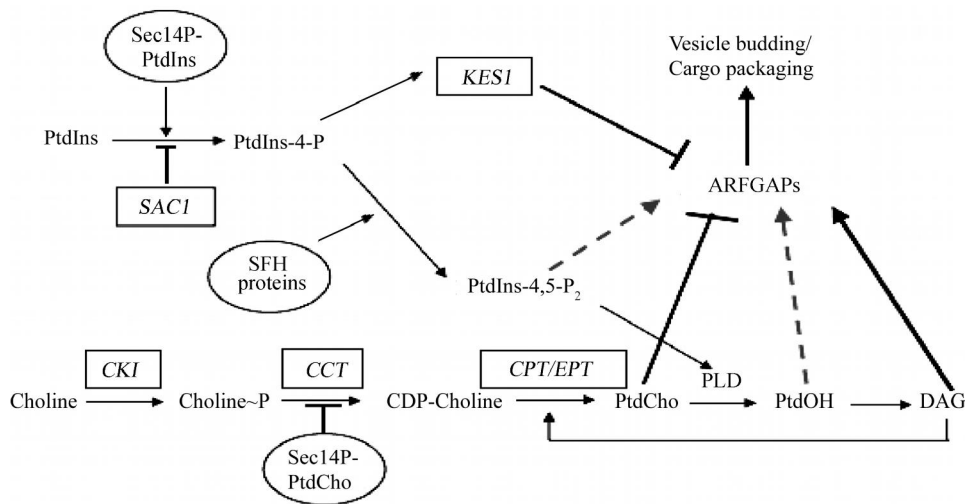 Sec14P-
PtdIns
Vesicle budding/
Cargo packaging
KES1
PtdIns
PtdIns-4-P
ARFGAPs
SAC1
SFH
proteins
PtdIns-4,5-P₂
CKI
CCT
CPT/EPT
PLD
Choline
Choline~P
CDP-Choline
PtdCho
PtdOH
DAG
Sec14P-
PtdCho